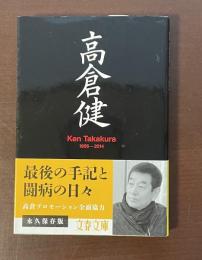 高倉健
Ken Takakura
1956–2014
最後の手記と
闘病の日々
高倉プロモーション全面協力
永久保存版
文春文庫